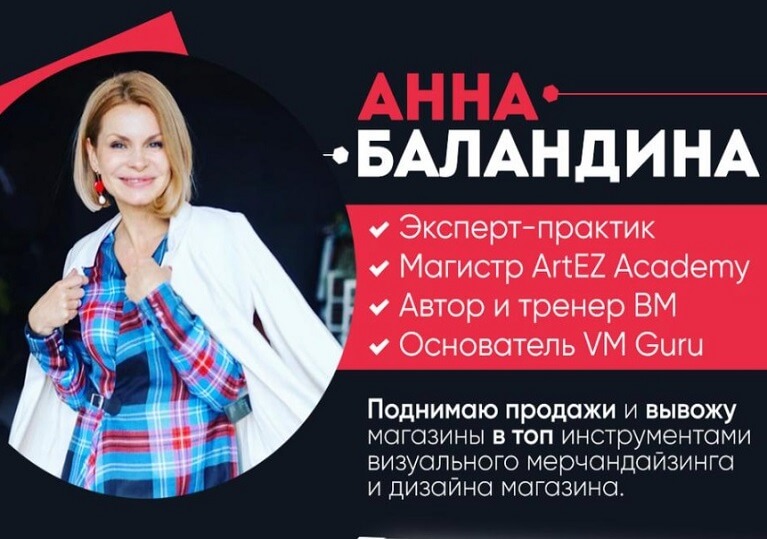 АННА
БАЛАНДИНА
Эксперт-практик
Магистр ArtEZ Academy
Автор и тренер ВМ
Основатель VM Guru
Поднимаю продажи и вывожу
магазины в топ инструментами
визуального мерчандайзинга
и дизайна магазина.